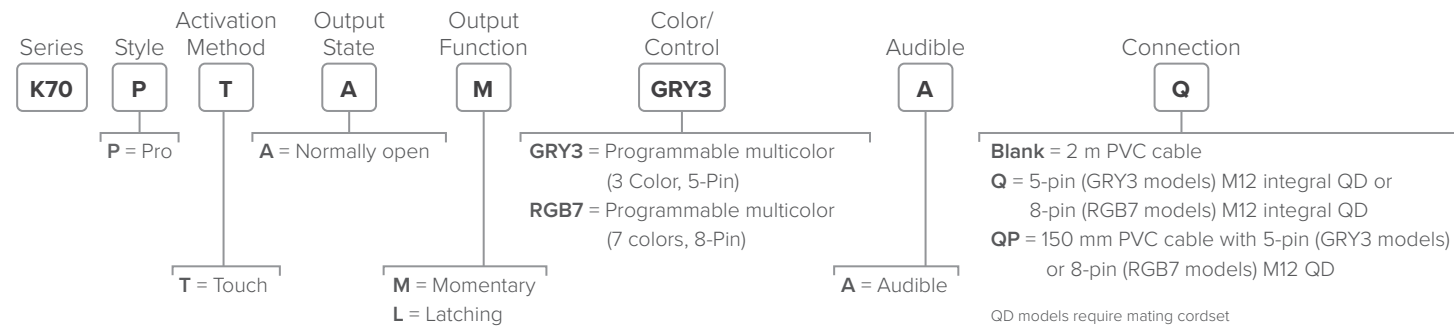 Series
Style
Activation
Method
Output
State
Output
Function
Color/
Control
Audible
Connection
K70
P
T
A
M
GRY3
A
Q
P = Pro
A = Normally open
GRY3 = Programmable multicolor
(3 Color, 5-Pin)
RGB7 = Programmable multicolor
(7 colors, 8-Pin)
Blank = 2 m PVC cable
Q = 5-pin (GRY3 models) M12 integral QD or
8-pin (RGB7 models) M12 integral QD
QP = 150 mm PVC cable with 5-pin (GRY3 models)
or 8-pin (RGB7 models) M12 QD
T = Touch
M = Momentary
L = Latching
A = Audible
QD models require mating cordset